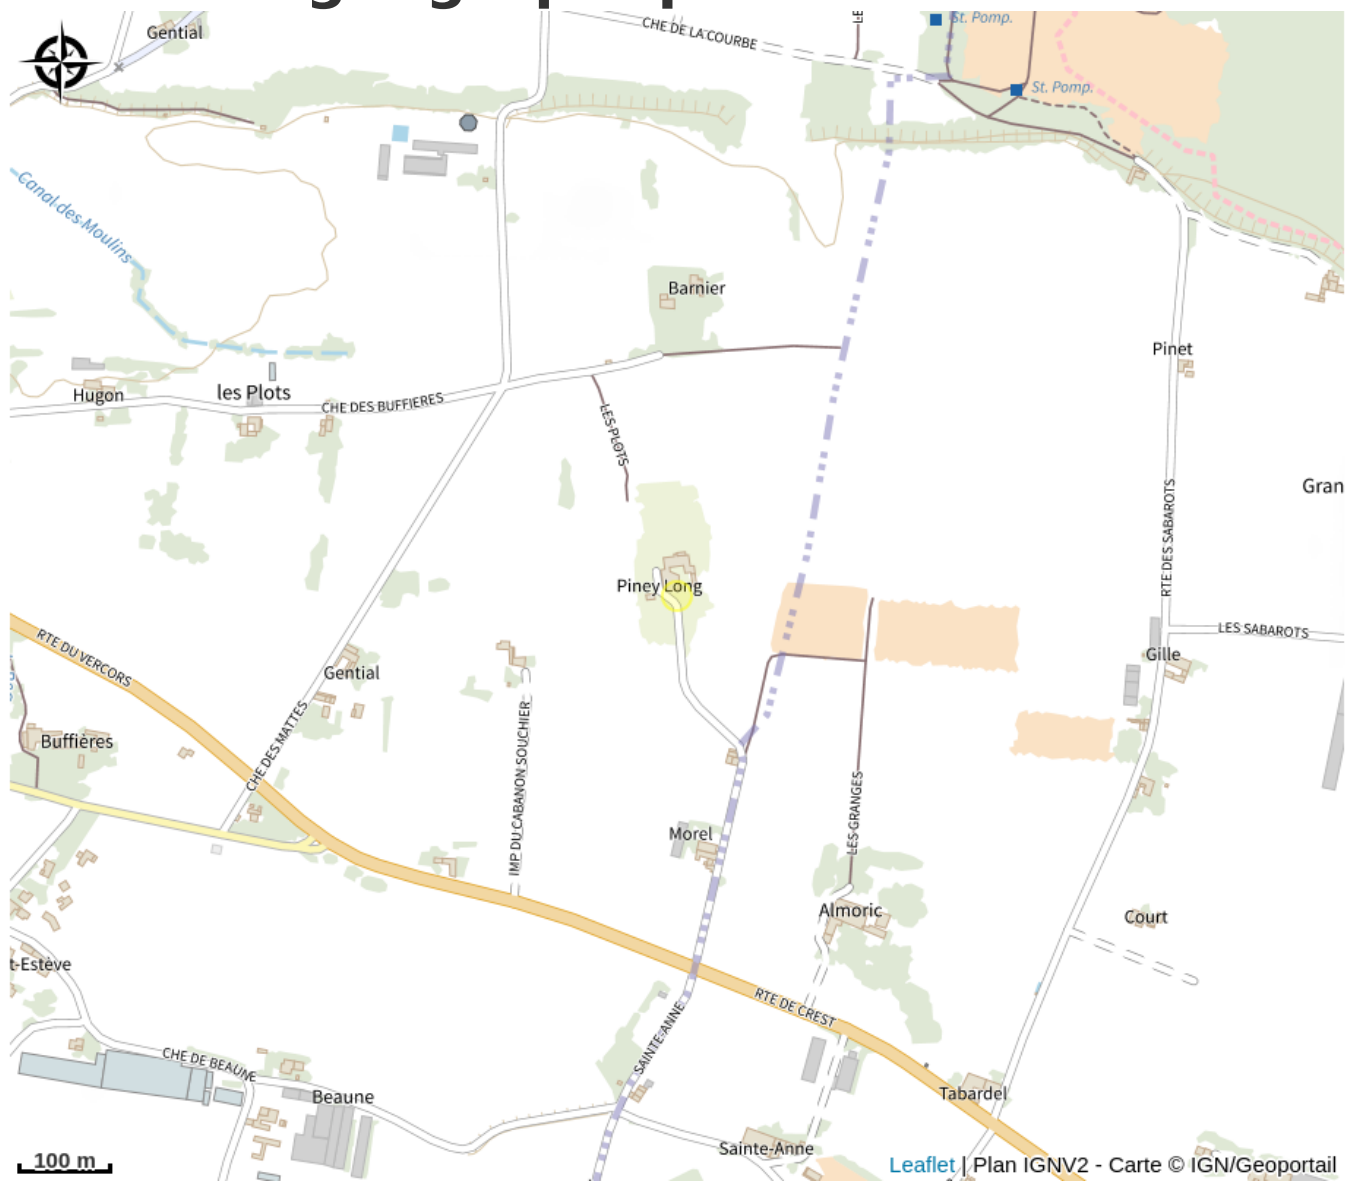 Gential
CHE DE LA COURBE
LE
St. Pomp.
St. Pomp.
Canal des Moulins
Barnier
Pinet
Hugon
les Plots
CHE DES BUFFIERES
LES PLOTS
Gran
RTE DES SABAROTS
Piney Long
LES SABAROTS
RTE DU VERCORS
Gille
Gential
Buffières
CHE DES MATTES
IMP DU CABANON SOUCHIER
Morel
LES GRANGES
Almoric
Court
t-Estève
RTE DE CREST
SAINTE-ANNE
CHE DE BEAUNE
Beaune
Tabardel
Sainte-Anne
100 m
Leaflet | Plan IGNV2 - Carte © IGN/Geoportail